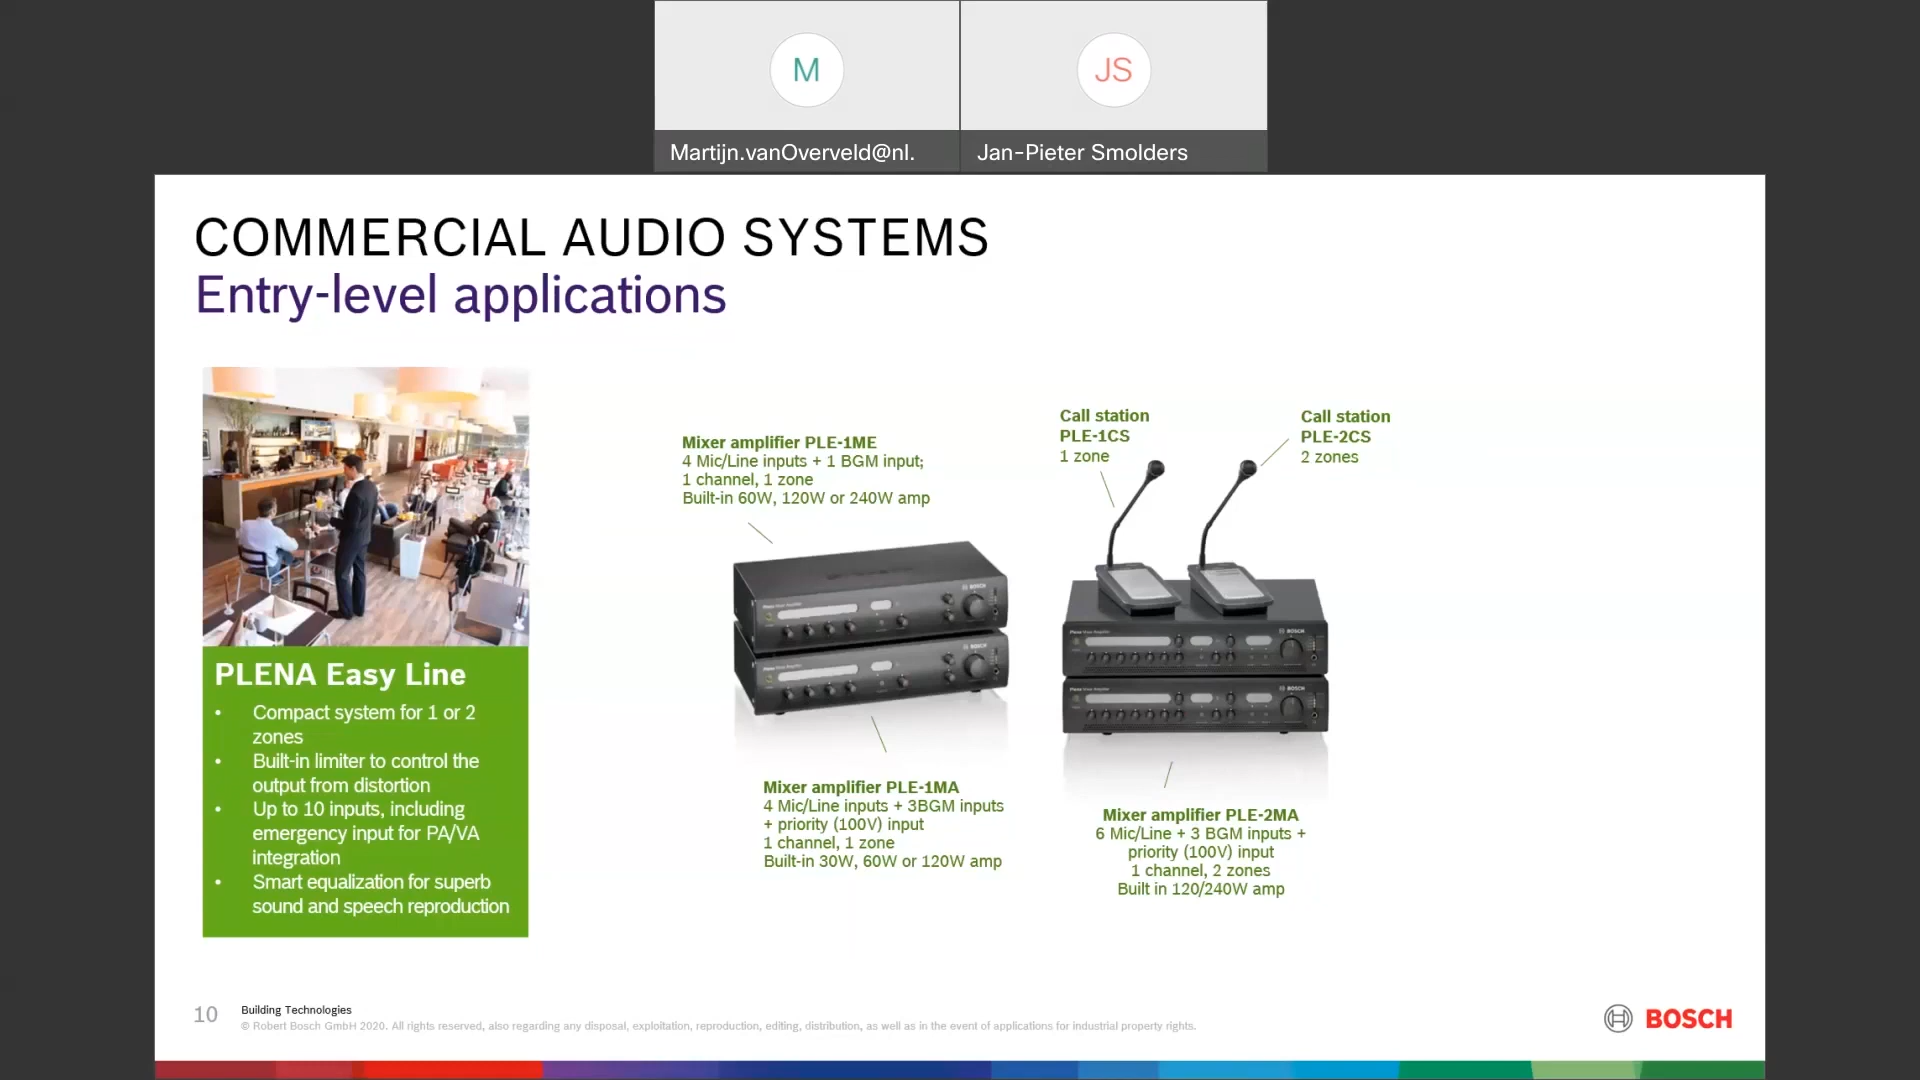 M
JS
Martijn.vanOverveld@nl.
Jan-Pieter Smolders
COMMERCIAL AUDIO SYSTEMS
Entry-level applications
PLENA Easy Line
• Compact system for 1 or 2
zones
• Built-in limiter to control the
output from distortion
• Up to 10 inputs, including
emergency input for PA/VA
integration
• Smart equalization for superb
sound and speech reproduction
Mixer amplifier PLE-1ME
4 Mic/Line inputs + 1 BGM input;
1 channel, 1 zone
Built-in 60W, 120W or 240W amp
Call station
PLE-1CS
1 zone
Call station
PLE-2CS
2 zones
BOSCH
BOSCH
BOSCH
BOSCH
Mixer amplifier PLE-1MA
4 Mic/Line inputs + 3BGM inputs
+ priority (100V) input
1 channel, 1 zone
Built-in 30W, 60W or 120W amp
Mixer amplifier PLE-2MA
6 Mic/Line + 3 BGM inputs +
priority (100V) input
1 channel, 2 zones
Built in 120/240W amp
10
Building Technologies
© Robert Bosch GmbH 2020. All rights reserved, also regarding any disposal, exploitation, reproduction, editing, distribution, as well as in the event of applications for industrial property rights.
BOSCH